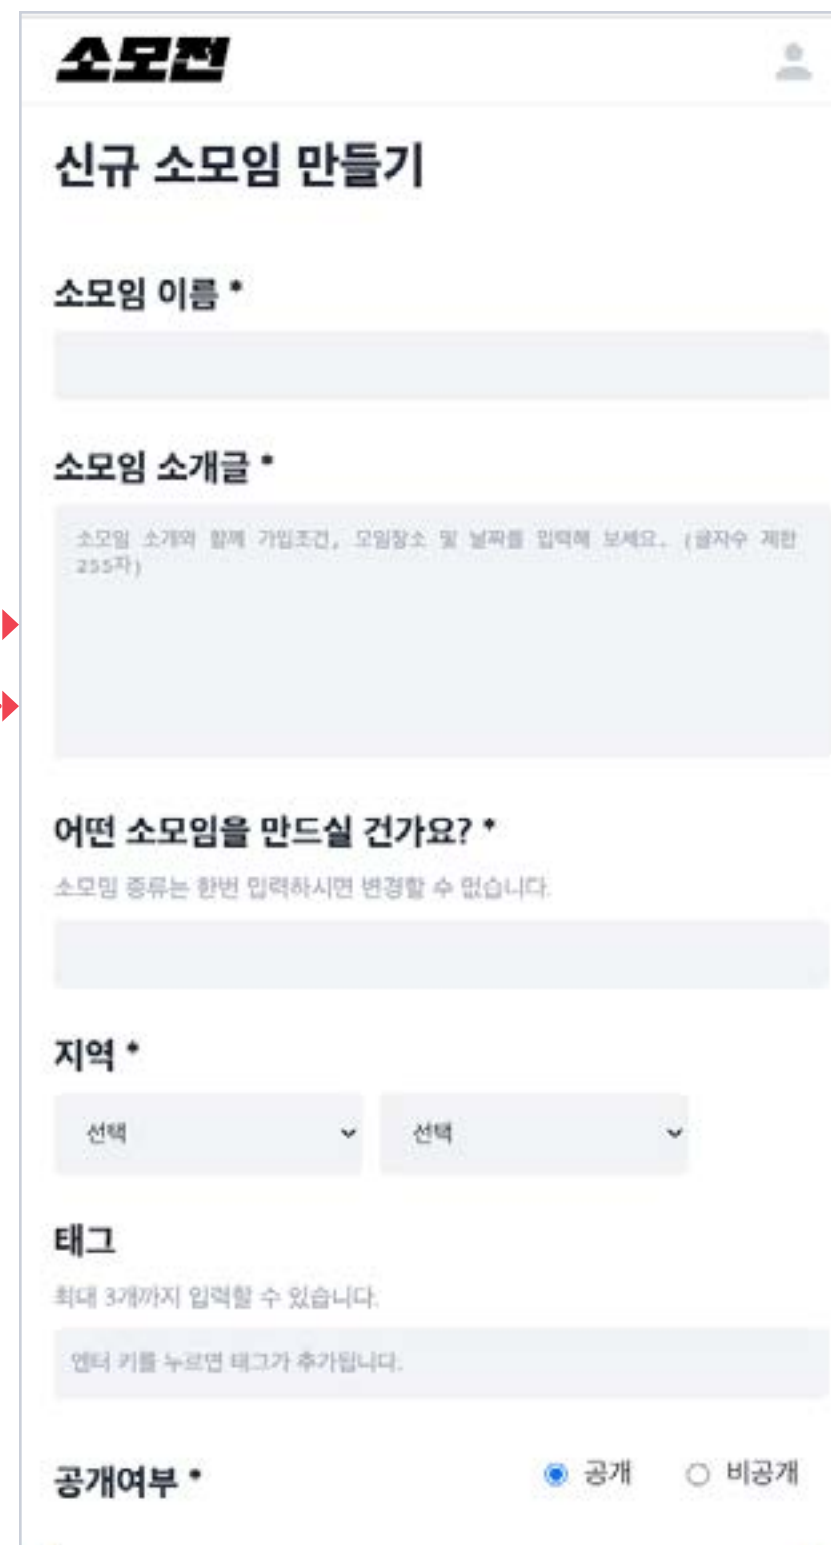 소모전
신규 소모임 만들기
소모임 이름 *
소모임 소개글 *
소모임 소개와 함께 가입조건, 모임장소 및 날짜를 입력해 보세요. (글자수 제한
255자)
어떤 소모임을 만드실 건가요? *
소모임 종류는 한번 입력하시면 변경할 수 없습니다.
지역 *
선택 선택
태그
최대 3개까지 입력할 수 있습니다.
엔터 키를 누르면 태그가 추가됩니다.
공개여부 * 공개 비공개